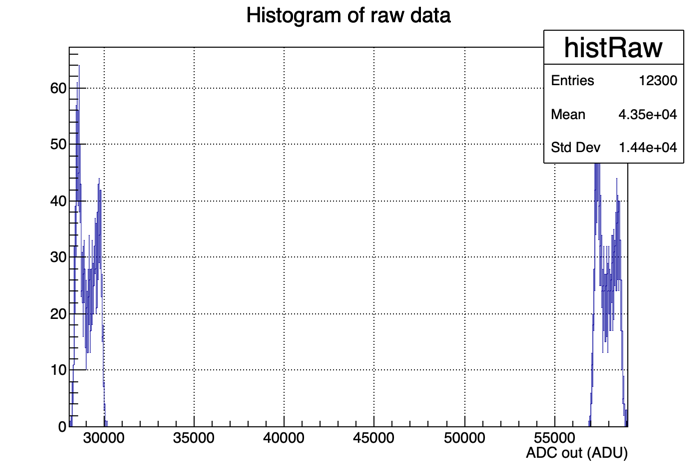 Histogram of raw data
histRaw
Entries 12300
Mean 4.35e+04
Std Dev 1.44e+04
60
50
40
30
20
10
0
30000 35000 40000 45000 50000 55000
ADC out (ADU)